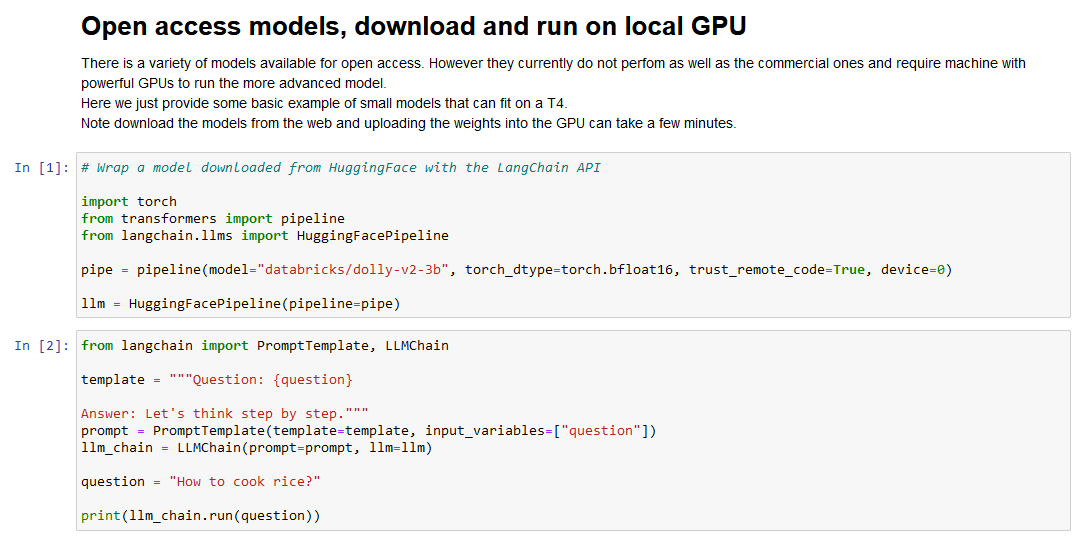 Open access models, download and run on local GPU
There is a variety of models available for open access. However they currently do not perfom as well as the commercial ones and require machine with
powerful GPUs to run the more advanced model.
Here we just provide some basic example of small models that can fit on a T4.
Note download the models from the web and uploading the weights into the GPU can take a few minutes.
In [1]: # Wrap a model downloaded from HuggingFace with the LangChain API
import torch
from transformers import pipeline
from langchain.llms import HuggingFacePipeline
pipe = pipeline(model="databricks/dolly-v2-3b", torch_dtype=torch.bfloat16, trust_remote_code=True, device=0)
llm = HuggingFacePipeline(pipeline=pipe)
In [2]: from langchain import PromptTemplate, LLMChain
template = """Question: {question}
Answer: Let's think step by step."""
prompt = PromptTemplate(template=template, input_variables=["question"])
llm_chain = LLMChain(prompt=prompt, llm=llm)
question = "How to cook rice?"
print(llm_chain.run(question))